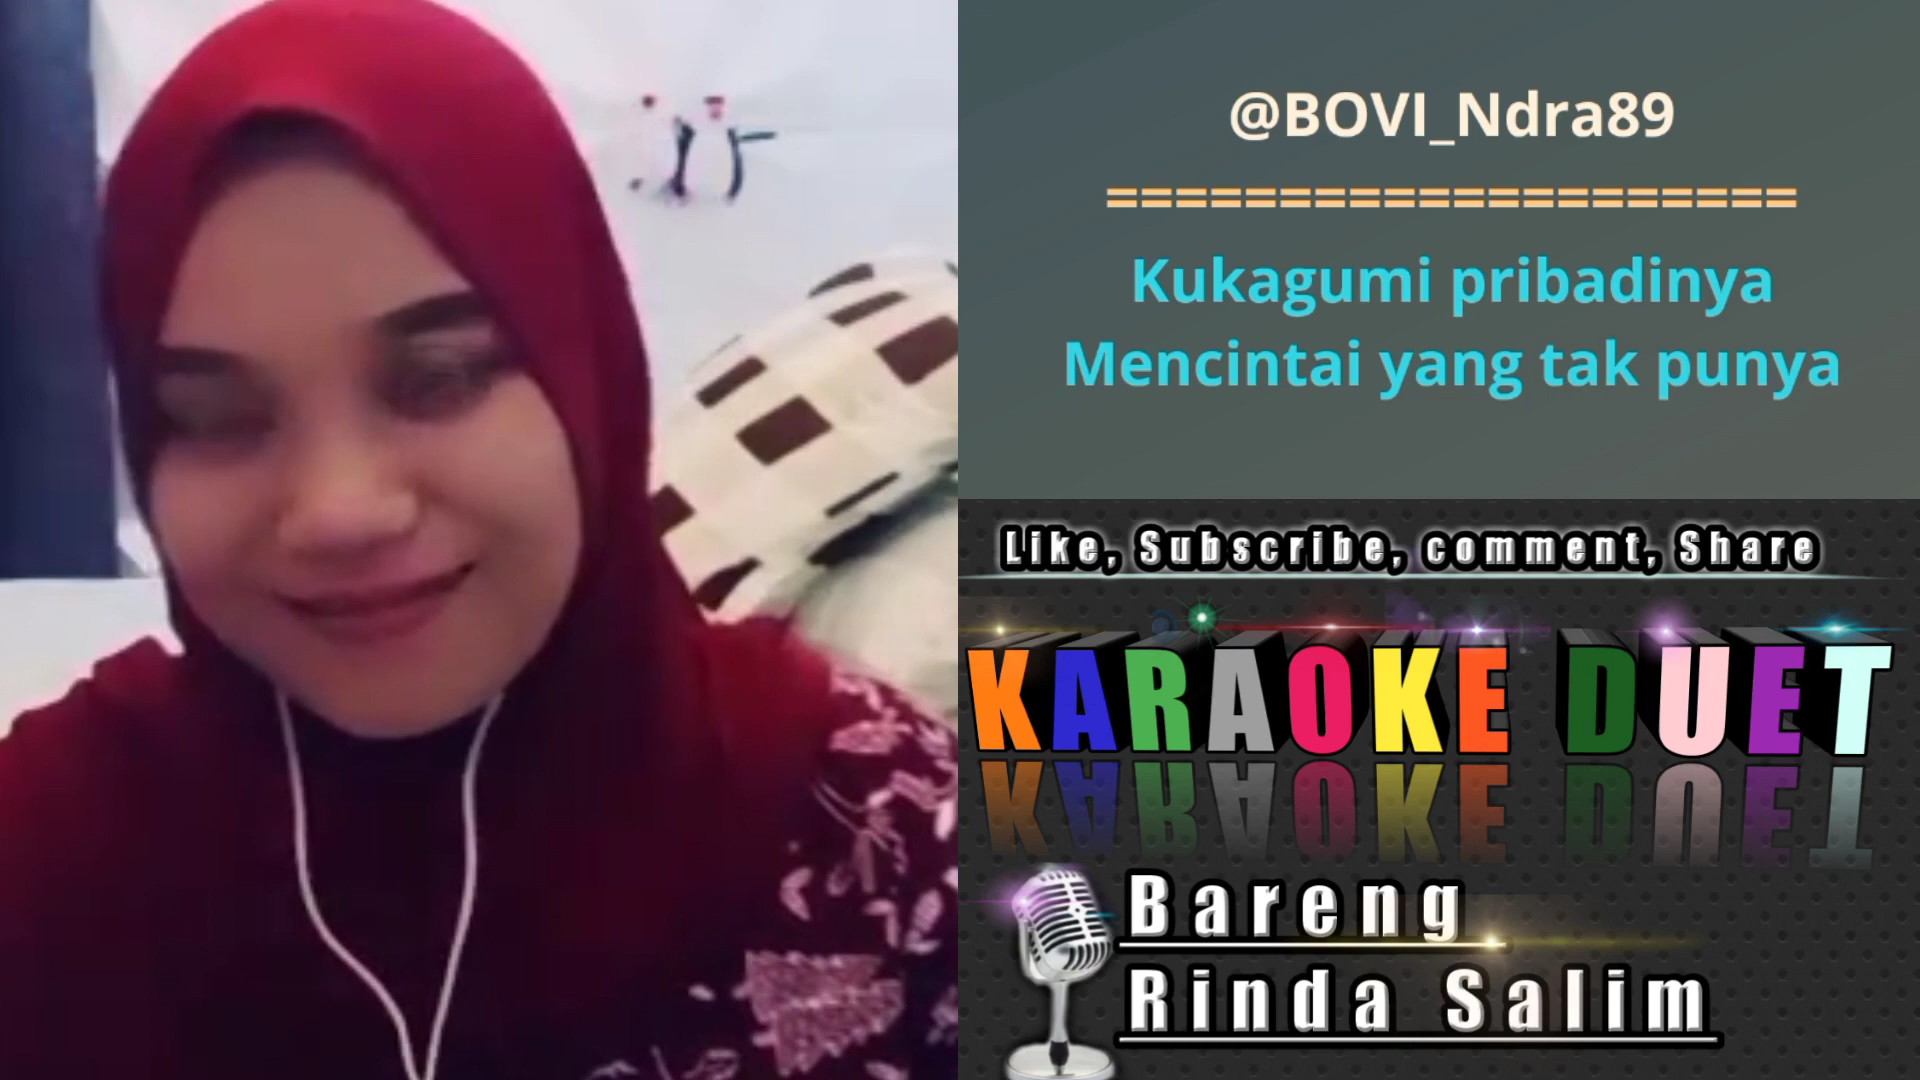 @BOVI_Ndra89
====================
Kukagumi pribadinya
Mencintai yang tak punya
Like, Subscribe, comment, Share
KARAOKE DUET
Bareng
Rinda Salim